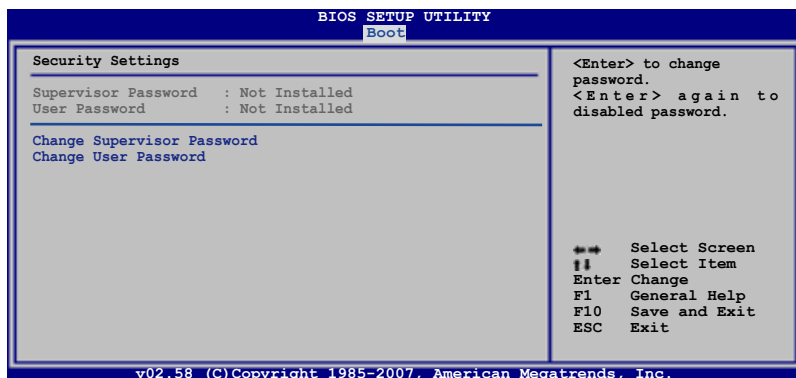 BIOS SETUP UTILITY
Boot
Security Settings
Supervisor Password : Not Installed
User Password : Not Installed
Change Supervisor Password
Change User Password
<Enter> to change
password.
<Enter> again to
disabled password.
Select Screen
Select Item
Enter Change
F1 General Help
F10 Save and Exit
ESC Exit
v02.58 (C)Copyright 1985-2007, American Megatrends, Inc.